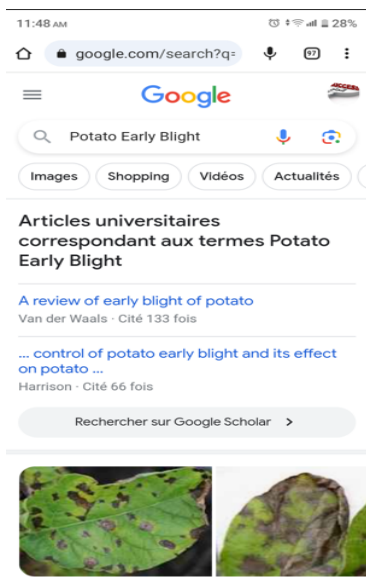 11:48 AM 28%
google.com/search?q= 97
Google
Potato Early Blight
Images Shopping Vidéos Actualités
Articles universitaires
correspondant aux termes Potato
Early Blight
A review of early blight of potato
Van der Waals · Cité 133 fois
... control of potato early blight and its effect
on potato ...
Harrison · Cité 66 fois
Rechercher sur Google Scholar >